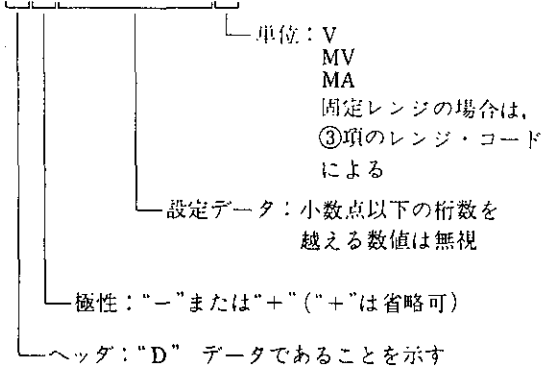 単位：V
MV
MA
固定レンジの場合は，
③項のレンジ・コード
による
設定データ：小数点以下の桁数を
越える数値は無視
極性：“−”または“+”（“+”は省略可）
ヘッダ：“D” データであることを示す